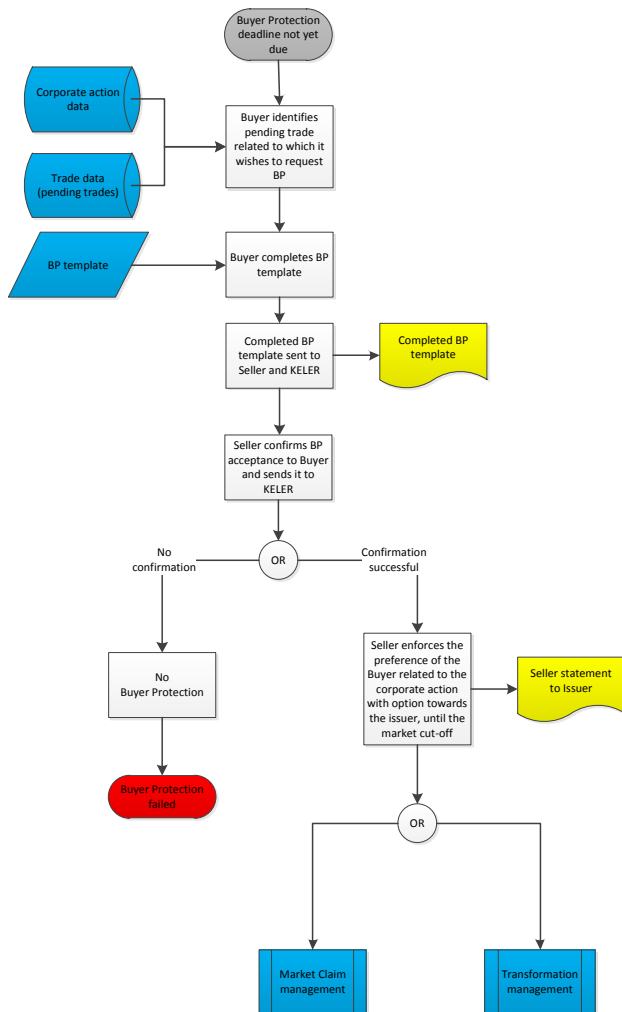 Buyer Protection
deadline not yet
due
Corporate action
data
Buyer identifies
pending trade
related to which it
wishes to request
BP
Trade data
(pending trades)
BP template
Buyer completes BP
template
Completed BP
template sent to
Seller and KELER
Completed BP
template
Seller confirms BP
acceptance to Buyer
and sends it to
KELER
No
confirmation
OR
Confirmation
successful
No
Buyer Protection
Seller enforces the
preference of the
Buyer related to the
corporate action
with option towards
the issuer, until the
market cut-off
Seller statement
to Issuer
Buyer Protection
failed
OR
Market Claim
management
Transformation
management